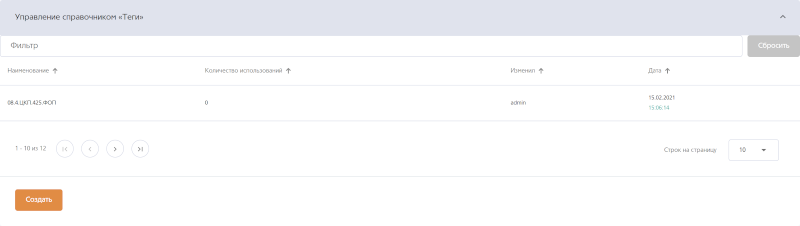 Управление справочником «Теги»
Фильтр Сбросить
Наименование Количество использований Изменил Дата
08.4.ЦКП.425.ФОП 0 admin 15.02.2021
15:06:14
1 - 10 из 12 Строк на страницу 10
Создать